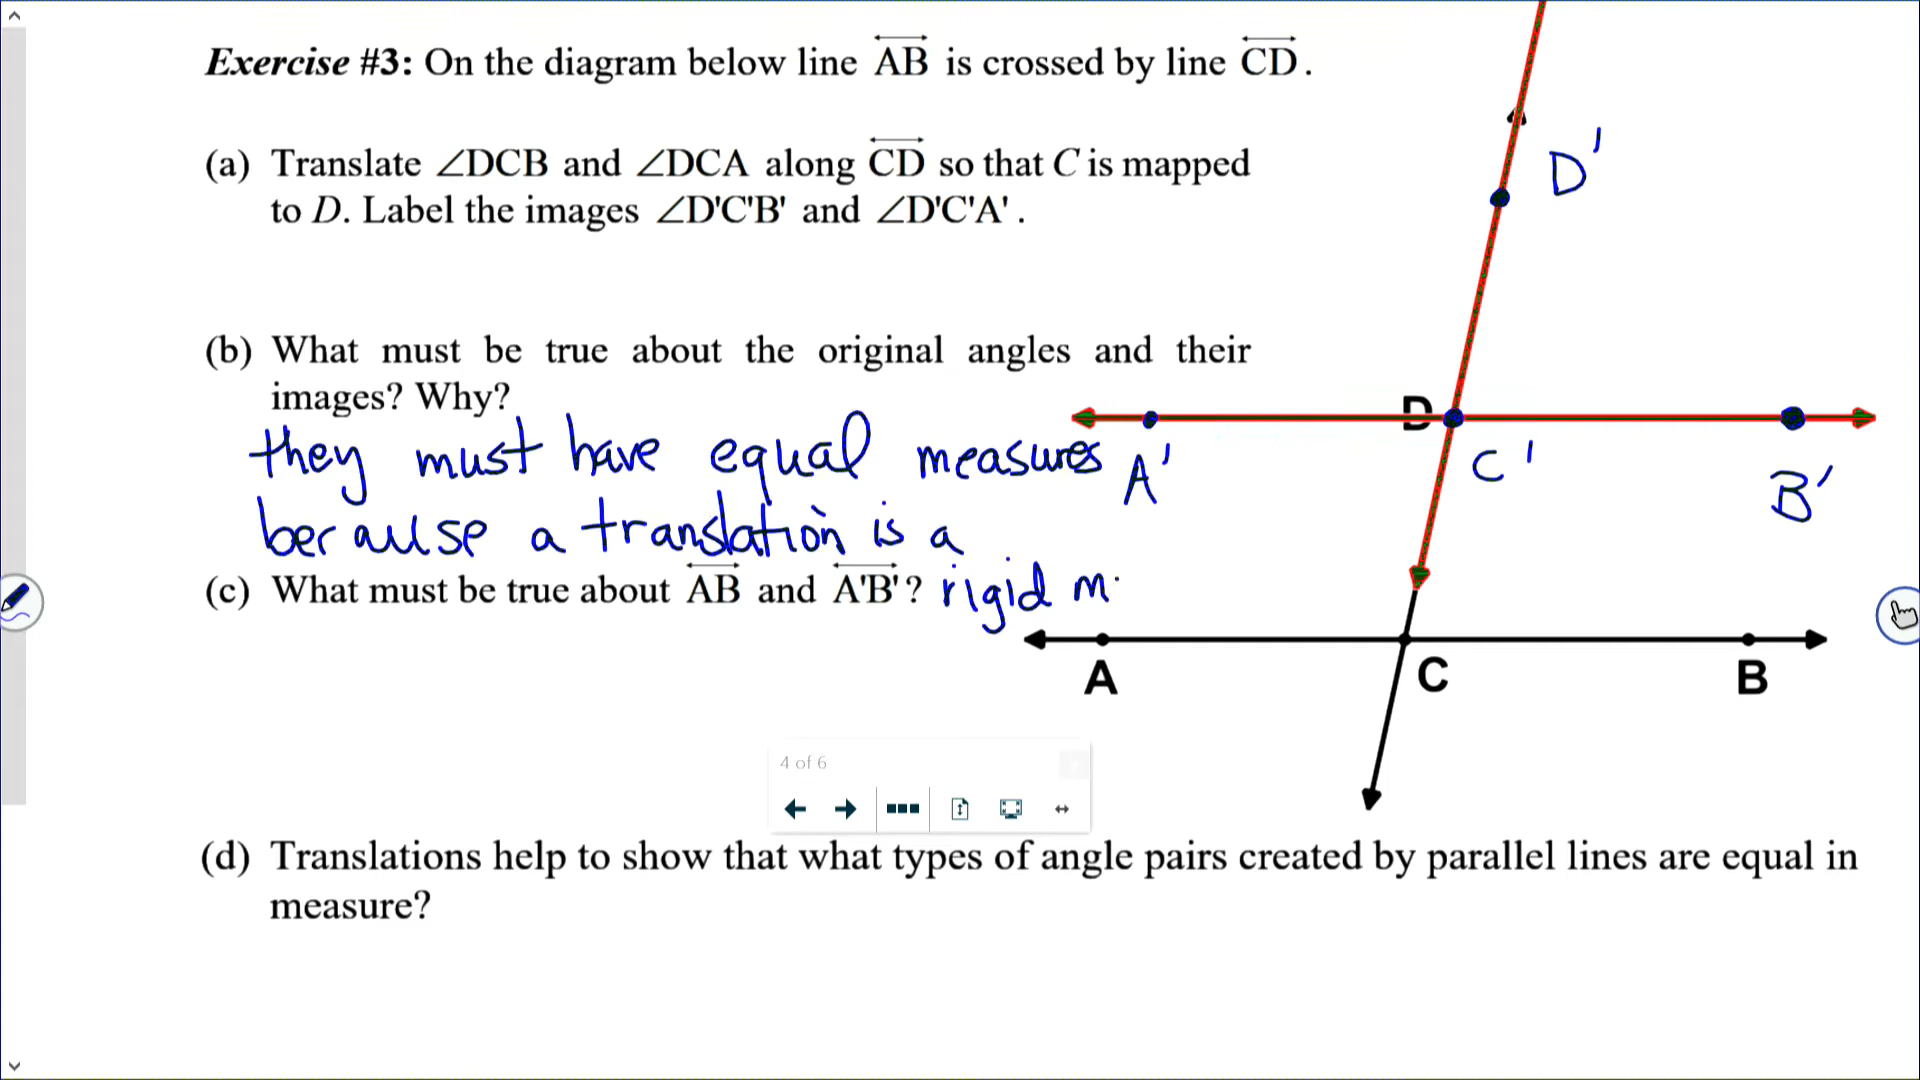 Exercise #3: On the diagram below line AB is crossed by line CD.
(a) Translate ∠DCB and ∠DCA along CD so that C is mapped
to D. Label the images ∠D'C'B' and ∠D'C'A'.
(b) What must be true about the original angles and their
images? Why?
they must have equal measures
because a translation is a
rigid m
(c) What must be true about AB and A'B'?
D'
D
A'
C'
B'
A
C
B
4 of 6
(d) Translations help to show that what types of angle pairs created by parallel lines are equal in
measure?